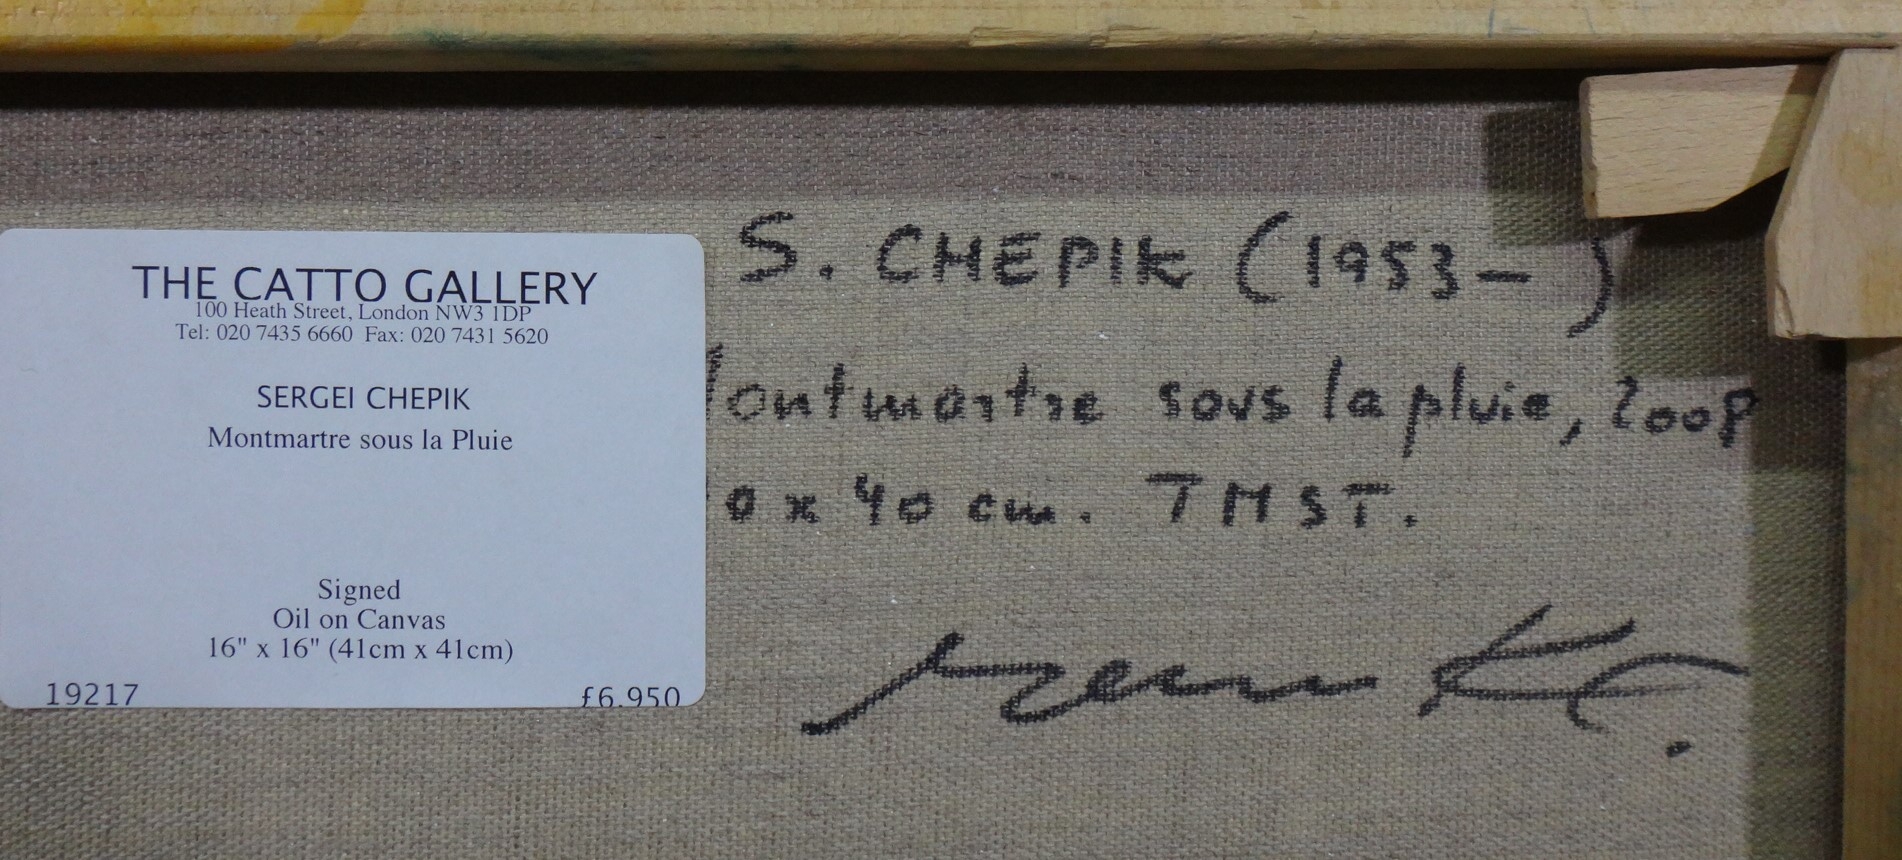 THE CATTO GALLERY
100 Heath Street, London NW3 1DP
Tel: 020 7435 6660 Fax: 020 7431 5620
SERGEI CHEPIK
Montmartre sous la Pluie
Signed
Oil on Canvas
16" x 16" (41cm x 41cm)
19217 £6,950
S. CHEPIK (1953 – )
ontmartre sous la pluie, 2008
0 x 40 cm. TMST.